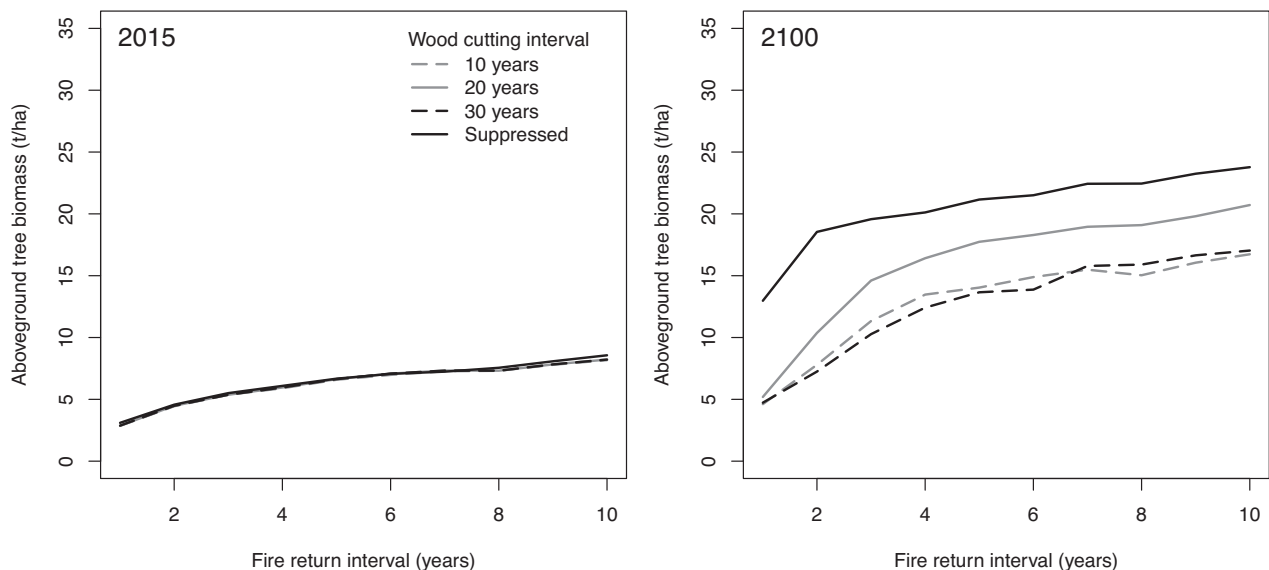 2015
Wood cutting interval
10 years
20 years
30 years
Suppressed
Aboveground tree biomass (t/ha)
35
30
25
20
15
10
5
0
2 4 6 8 10
Fire return interval (years)
2100
Aboveground tree biomass (t/ha)
35
30
25
20
15
10
5
0
2 4 6 8 10
Fire return interval (years)